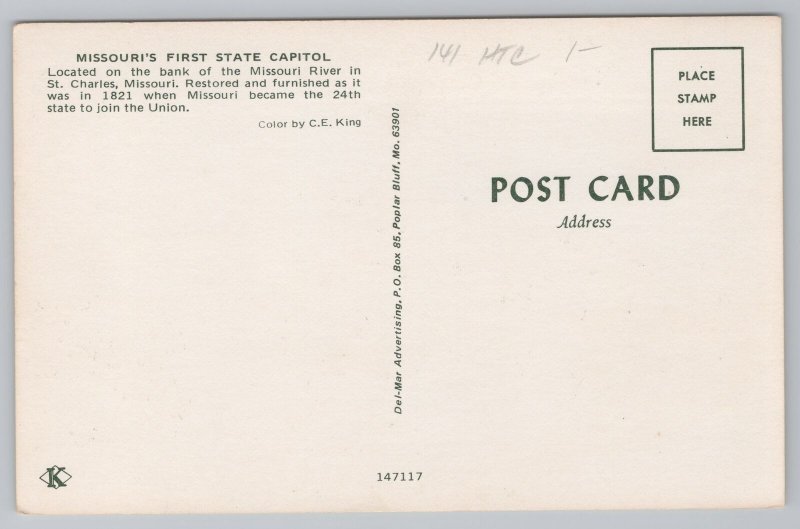 MISSOURI'S FIRST STATE CAPITOL
Located on the bank of the Missouri River in
St. Charles, Missouri. Restored and furnished as it
was in 1821 when Missouri became the 24th
state to join the Union.
Color by C.E. King
141 HTC 1-
PLACE
STAMP
HERE
POST CARD
Address
Del-Mar Advertising, P.O. Box 85, Poplar Bluff, Mo. 63901
K
147117